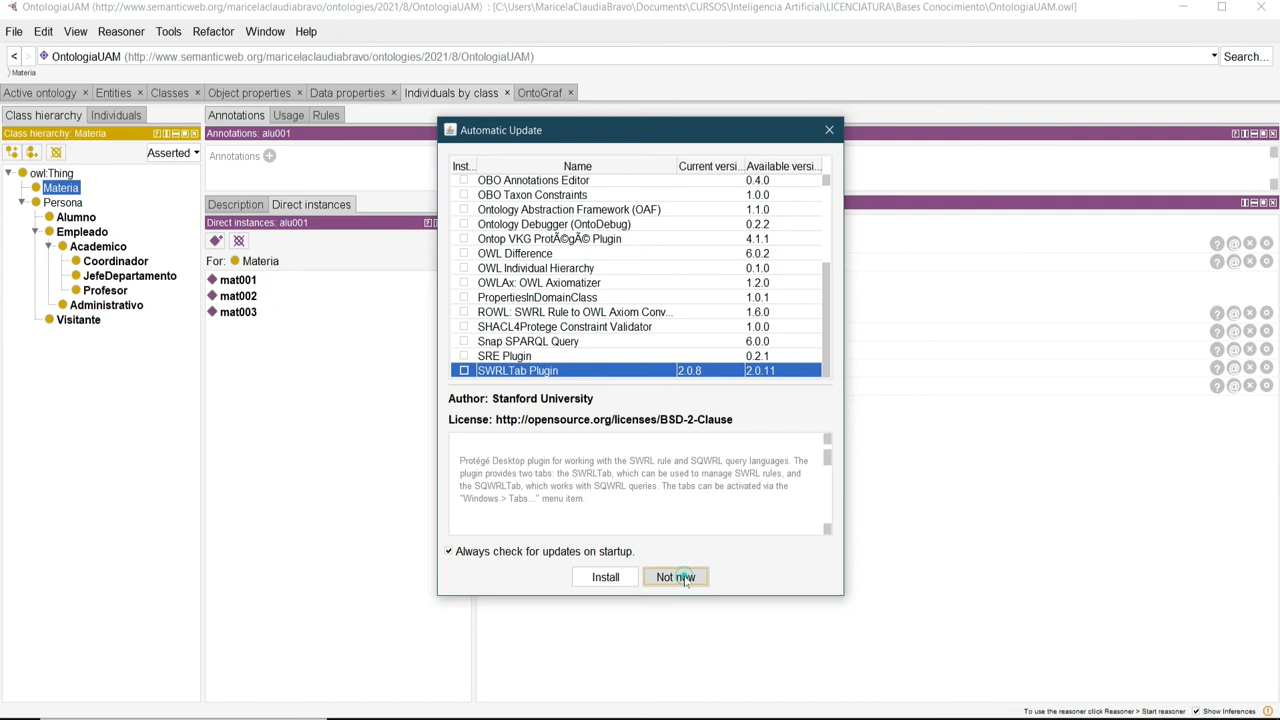 OntologiaUAM (http://www.semanticweb.org/maricelaclaudiabravo/ontologies/2021/8/OntologiaUAM) : [C:\Users\MaricelaClaudiaBravo\Documents\CURSOS\Inteligencia Artificial\LICENCIATURA\Bases Conocimiento\OntologiaUAM.owl]
File Edit View Reasoner Tools Refactor Window Help
< > OntologiaUAM (http://www.semanticweb.org/maricelaclaudiabravo/ontologies/2021/8/OntologiaUAM) Search...
Materia
Active ontology × Entities × Classes × Object properties × Data properties × Individuals by class × OntoGraf ×
Class hierarchy Individuals
Class hierarchy: Materia
Asserted
owl:Thing
Materia
Persona
Alumno
Empleado
Academico
Coordinador
JefeDepartamento
Profesor
Administrativo
Visitante
Annotations Usage Rules
Annotations: alu001
Annotations
Description Direct instances
Direct instances: alu001
For: Materia
mat001
mat002
mat003
Automatic Update
Inst... Name Current versi... Available versi...
OBO Annotations Editor 0.4.0
OBO Taxon Constraints 1.0.0
Ontology Abstraction Framework (OAF) 1.1.0
Ontology Debugger (OntoDebug) 0.2.2
Ontop VKG ProtÃ©gÃ© Plugin 4.1.1
OWL Difference 6.0.2
OWL Individual Hierarchy 0.1.0
OWLAx: OWL Axiomatizer 1.2.0
PropertiesInDomainClass 1.0.1
ROWL: SWRL Rule to OWL Axiom Conv... 1.6.0
SHACL4Protege Constraint Validator 1.0.0
Snap SPARQL Query 6.0.0
SRE Plugin 0.2.1
SWRLTab Plugin 2.0.8 2.0.11
Author: Stanford University
License: http://opensource.org/licenses/BSD-2-Clause
Protégé Desktop plugin for working with the SWRL rule and SQWRL query languages. The
plugin provides two tabs: the SWRLTab, which can be used to manage SWRL rules, and
the SQWRLTab, which works with SQWRL queries. The tabs can be activated via the
"Windows > Tabs..." menu item.
Always check for updates on startup.
Install Not now
To use the reasoner click Reasoner > Start reasoner Show Inferences